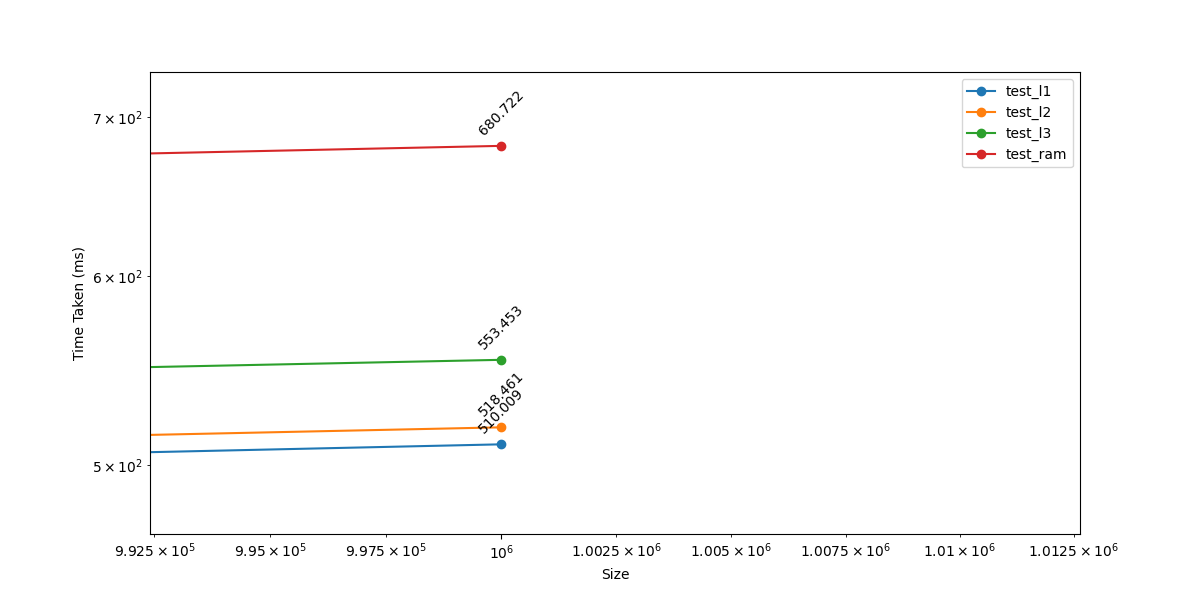 680.722
553.453
518.461
510.009
7 × 10²
6 × 10²
5 × 10²
Time Taken (ms)
9.925 × 10⁵
9.95 × 10⁵
9.975 × 10⁵
10⁶
1.0025 × 10⁶
1.005 × 10⁶
1.0075 × 10⁶
1.01 × 10⁶
1.0125 × 10⁶
Size
test_l1
test_l2
test_l3
test_ram